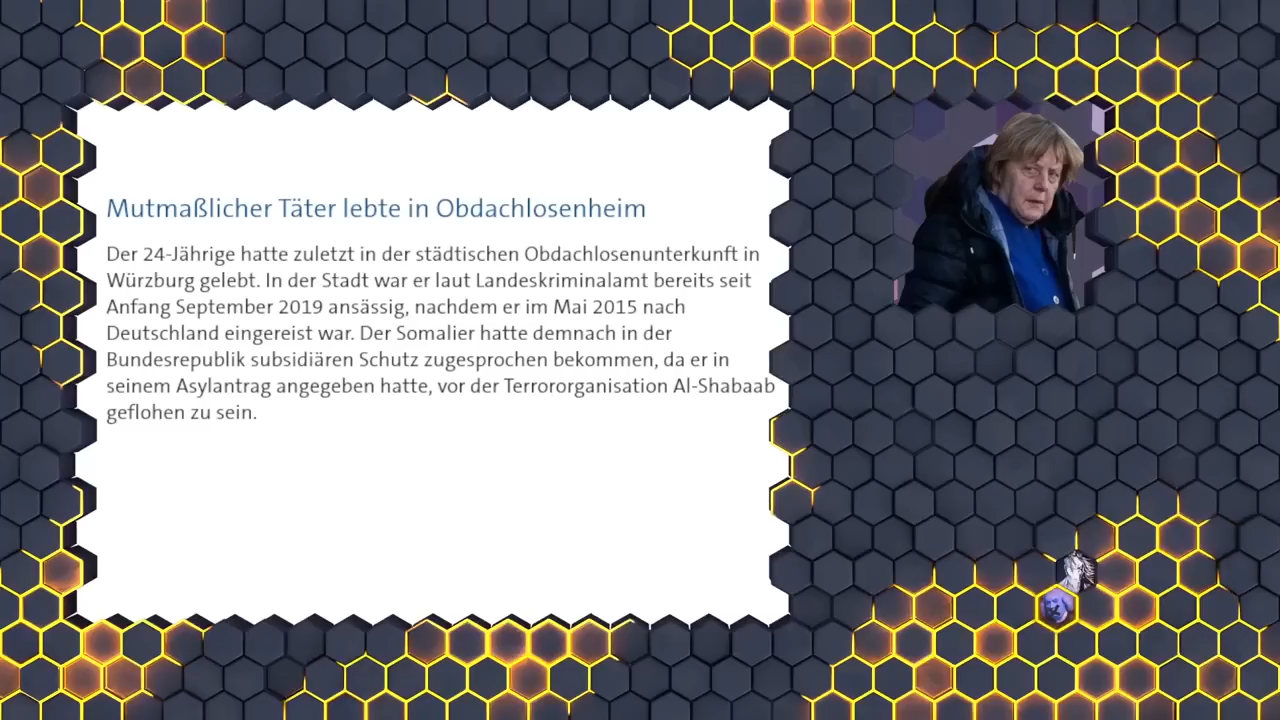 Mutmaßlicher Täter lebte in Obdachlosenheim
Der 24-Jährige hatte zuletzt in der städtischen Obdachlosenunterkunft in
Würzburg gelebt. In der Stadt war er laut Landeskriminalamt bereits seit
Anfang September 2019 ansässig, nachdem er im Mai 2015 nach
Deutschland eingereist war. Der Somalier hatte demnach in der
Bundesrepublik subsidiären Schutz zugesprochen bekommen, da er in
seinem Asylantrag angegeben hatte, vor der Terrororganisation Al-Shabaab
geflohen zu sein.